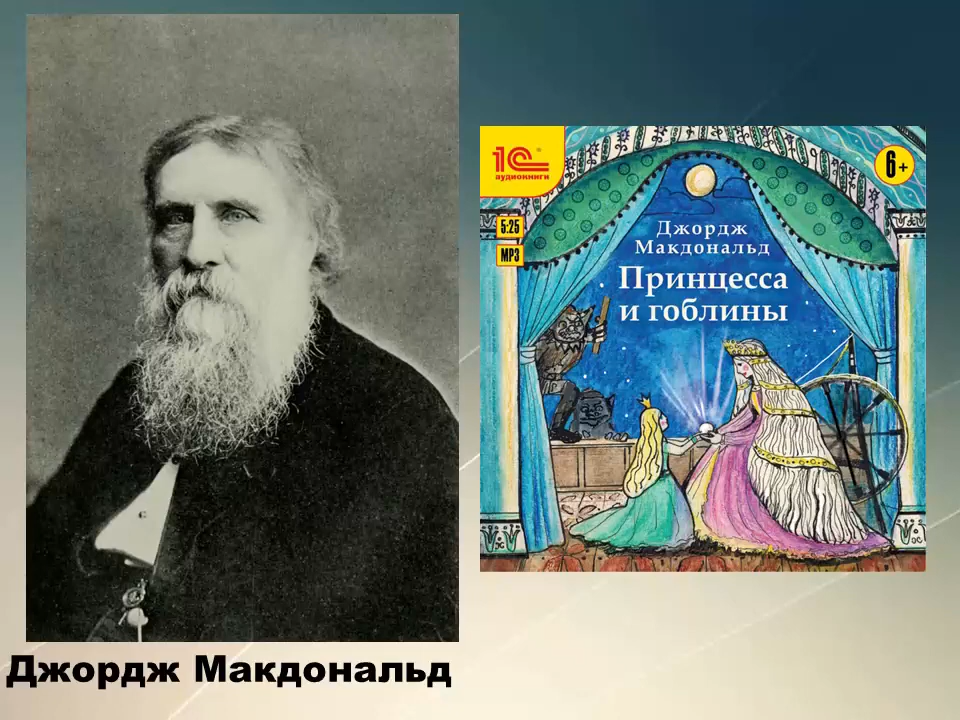 1С
аудиокниги
6+
5:25
MP3
Джордж
Макдональд
Принцесса
и гоблины
Джордж Макдональд